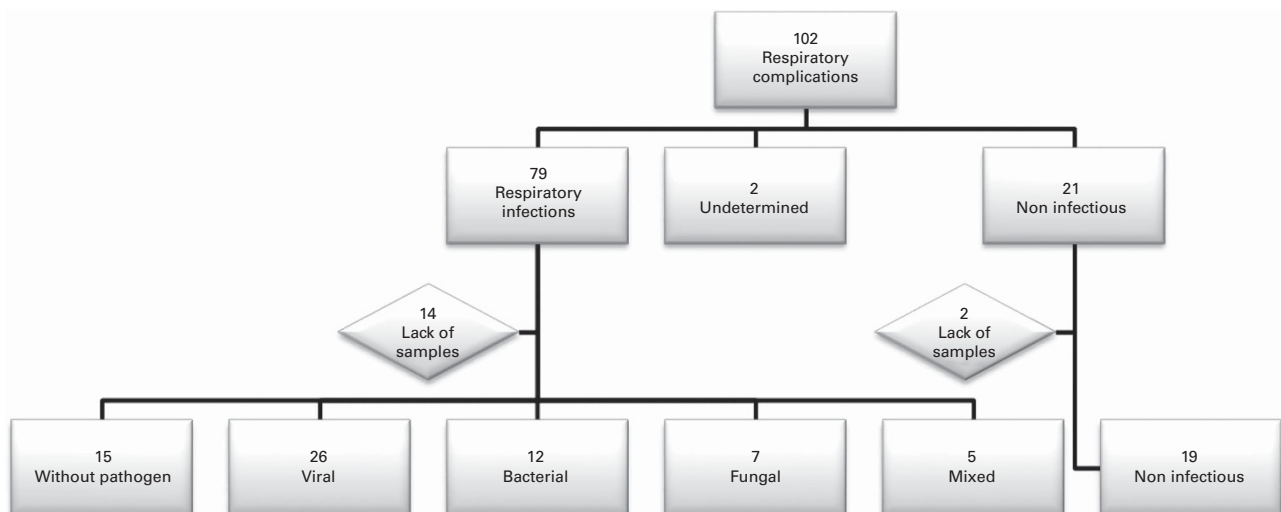 102
Respiratory
complications
79
Respiratory
infections
2
Undetermined
21
Non infectious
14
Lack of
samples
2
Lack of
samples
15
Without pathogen
26
Viral
12
Bacterial
7
Fungal
5
Mixed
19
Non infectious